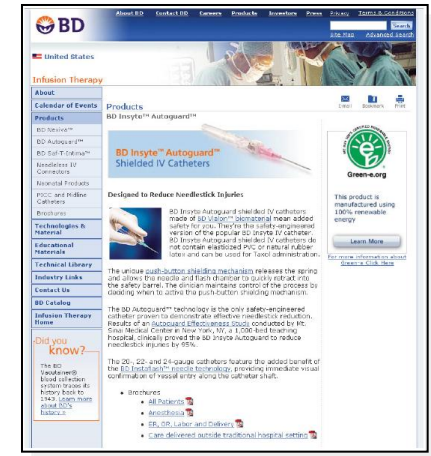 About BD Contact BD Careers Products Investors Press Privacy Terms & Conditions
BD
Search
Site Map Advanced Search
United States
Infusion Therapy
About
Calendar of Events
Products
BD Nexiva™
BD Autoguard™
BD Saf-T-Intima™
Needleless IV
Connectors
Neonatal Products
PICC and Midline
Catheters
Brochures
Technologies &
Material
Educational
Materials
Technical Library
Industry Links
Contact Us
BD Catalog
Infusion Therapy
Home
Did you
know?
The BD
Vacutainer®
blood collection
system traces its
history back to
1943. Learn more
about BD's
history »
Products
BD Insyte™ Autoguard™
Email Bookmark Print
BD Insyte™ Autoguard™
Shielded IV Catheters
Designed to Reduce Needlestick Injuries
BD Insyte Autoguard shielded IV catheters
made of BD Vialon™ biomaterial mean added
safety for you. They're the safety-engineered
version of the popular BD Insyte IV catheter.
BD Insyte Autoguard shielded IV catheters do
not contain elasticized PVC or natural rubber
latex and can be used for Taxol administration.
The unique push-button shielding mechanism releases the spring
and allows the needle and flash chamber to quickly retract into
the safety barrel. The clinician maintains control of the process by
deciding when to active the push-button shielding mechanism.
The BD Autoguard™ technology is the only safety-engineered
catheter proven to demonstrate effective needlestick reduction.
Results of an Autoguard Effectiveness Study conducted by Mt.
Sinai Medical Center in New York, NY, a 1,000-bed teaching
hospital, clinically proved the BD Insyte Autoguard to reduce
needlestick injuries by 95%.
The 20-, 22- and 24-gauge catheters feature the added benefit of
the BD Instaflash™ needle technology, providing immediate visual
confirmation of vessel entry along the catheter shaft.
Brochures
All Patients
Anesthesia
ER, OR, Labor and Delivery
Care delivered outside traditional hospital setting
Green-e.org
This product is
manufactured using
100% renewable
energy
Learn More
For more information about
Green-e Click Here